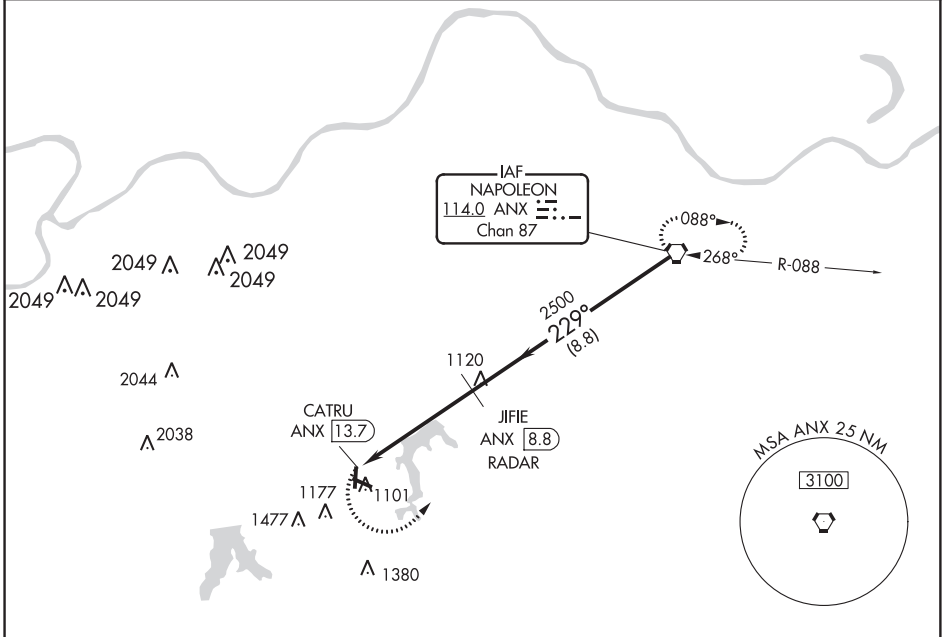 IAF
NAPOLEON
114.0 ANX
Chan 87
088°
268°
R-088
2049
2049
2049
2049
2049
2500
229°
(8.8)
1120
2044
JIFIE
ANX 8.8
RADAR
CATRU
ANX 13.7
2038
MSA ANX 25 NM
3100
1177
1101
1477
1380